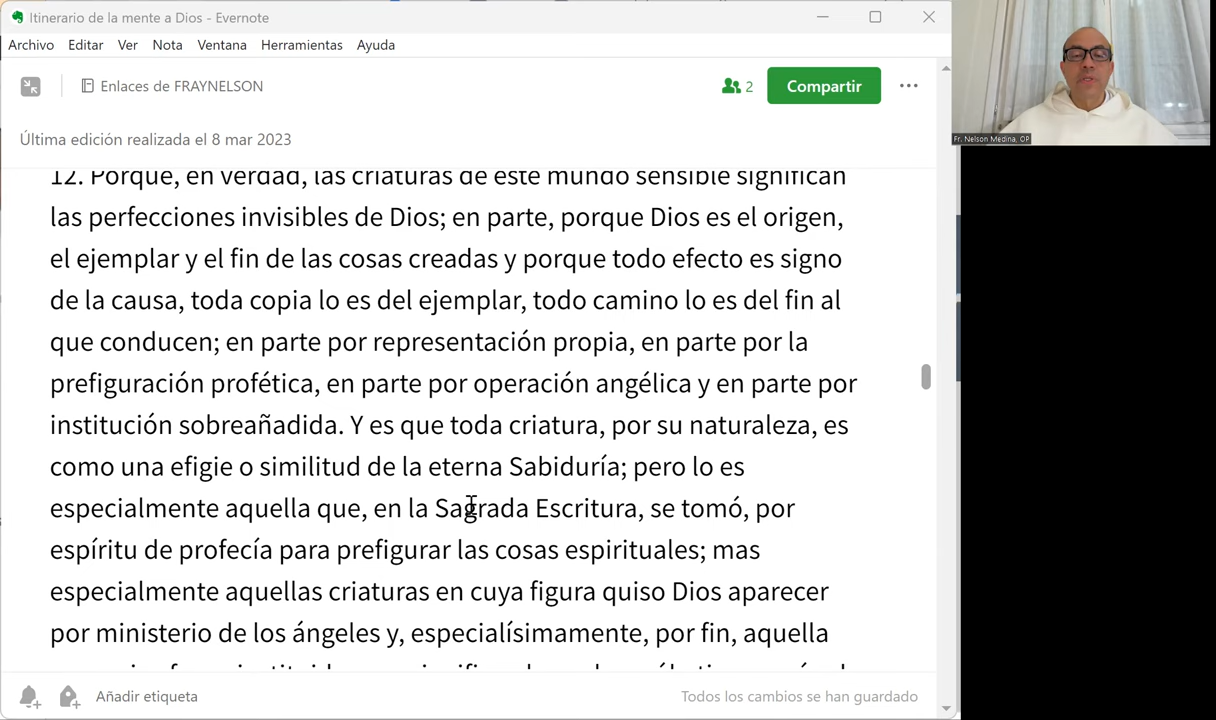 Itinerario de la mente a Dios - Evernote
Archivo Editar Ver Nota Ventana Herramientas Ayuda
Enlaces de FRAYNELSON
2
Compartir
Última edición realizada el 8 mar 2023
12. Porque, en verdad, las criaturas de este mundo sensible significan
las perfecciones invisibles de Dios; en parte, porque Dios es el origen,
el ejemplar y el fin de las cosas creadas y porque todo efecto es signo
de la causa, toda copia lo es del ejemplar, todo camino lo es del fin al
que conducen; en parte por representación propia, en parte por la
prefiguración profética, en parte por operación angélica y en parte por
institución sobreañadida. Y es que toda criatura, por su naturaleza, es
como una efigie o similitud de la eterna Sabiduría; pero lo es
especialmente aquella que, en la Sagrada Escritura, se tomó, por
espíritu de profecía para prefigurar las cosas espirituales; mas
especialmente aquellas criaturas en cuya figura quiso Dios aparecer
por ministerio de los ángeles y, especialísimamente, por fin, aquella
Añadir etiqueta
Todos los cambios se han guardado
Fr. Nelson Medina, OP